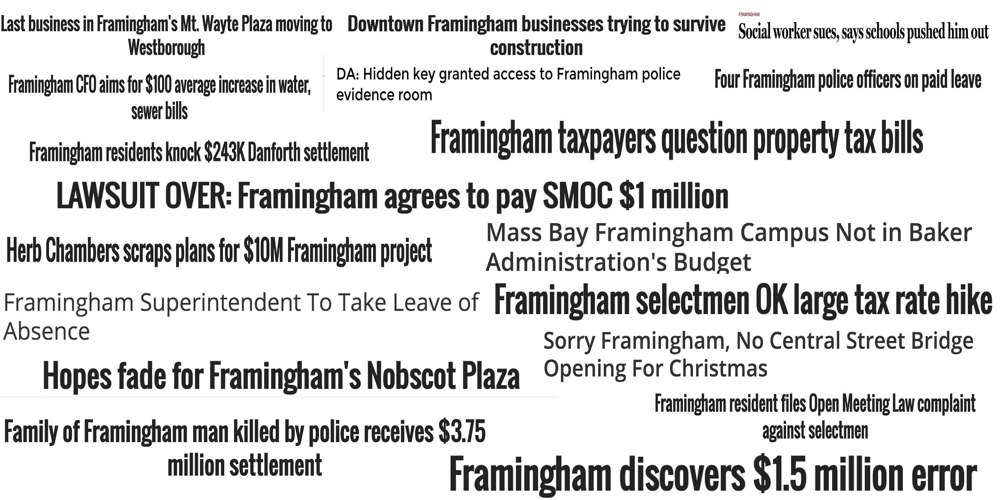 Last business in Framingham's Mt. Wayte Plaza moving to
Westborough
Downtown Framingham businesses trying to survive
construction
FRAMINGHAM
Social worker sues, says schools pushed him out
Framingham CFO aims for $100 average increase in water,
sewer bills
DA: Hidden key granted access to Framingham police
evidence room
Four Framingham police officers on paid leave
Framingham residents knock $243K Danforth settlement
Framingham taxpayers question property tax bills
LAWSUIT OVER: Framingham agrees to pay SMOC $1 million
Herb Chambers scraps plans for $10M Framingham project
Mass Bay Framingham Campus Not in Baker
Administration's Budget
Framingham Superintendent To Take Leave of
Absence
Framingham selectmen OK large tax rate hike
Sorry Framingham, No Central Street Bridge
Opening For Christmas
Hopes fade for Framingham's Nobscot Plaza
Framingham resident files Open Meeting Law complaint
against selectmen
Family of Framingham man killed by police receives $3.75
million settlement
Framingham discovers $1.5 million error